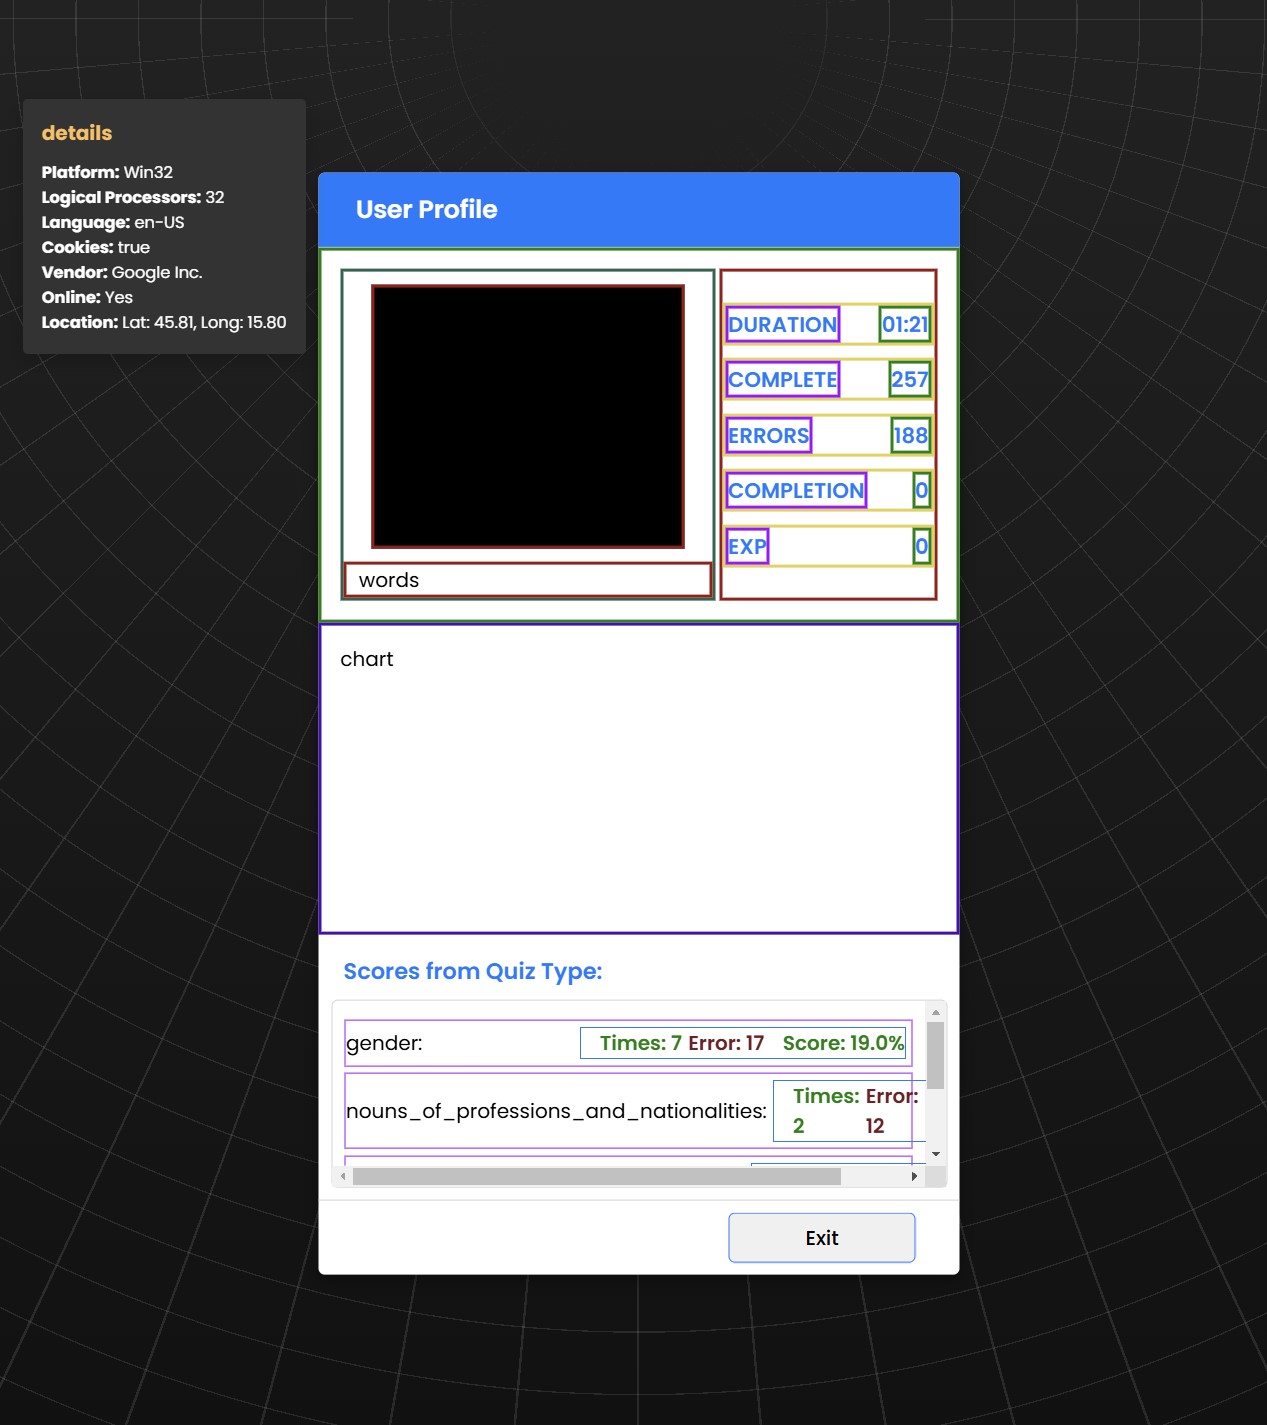 details
Platform: Win32
Logical Processors: 32
Language: en-US
Cookies: true
Vendor: Google Inc.
Online: Yes
Location: Lat: 45.81, Long: 15.80
User Profile
DURATION 01:21
COMPLETE 257
ERRORS 188
COMPLETION 0
EXP 0
words
chart
Scores from Quiz Type:
gender: Times: 7 Error: 17 Score: 19.0%
nouns_of_professions_and_nationalities: Times: 2 Error: 12
Exit